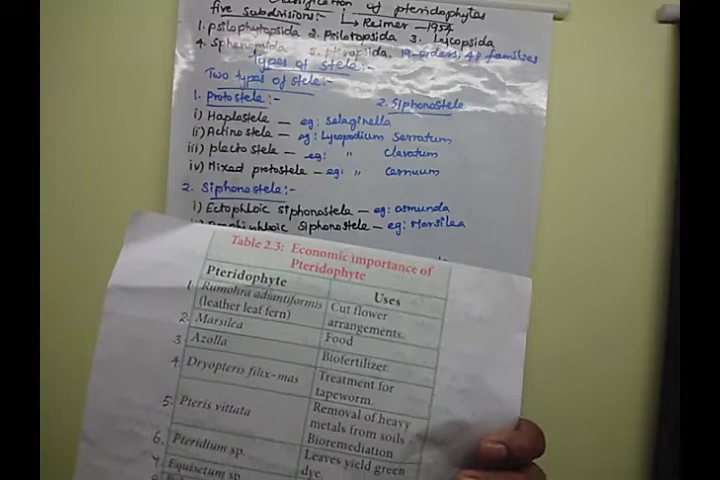 Classification of pteridophytes
five subdivisions:- ↳ Reimer - 1954
1. psilophytopsida 2. Psilotopsida 3. Lycopsida
4. Sphenopsida 5. pteropsida. 19-orders, 48 families
Types of stele:-
Two types of stele:-
1. Protostele:- 2. Siphonostele
i) Haplostele — eg: Selaginella
(ii) Actinostele — eg: Lycopodium Serratum
iii) plectostele — eg: " clavatum
iv) Mixed protostele — eg: " cernuum
2. Siphonostele:-
i) Ectophloic siphonostele — eg: osmunda
siphonostele — eg: Marsilea
Table 2.3: Economic importance of
Pteridophyte
Pteridophyte Uses
1 Rumohra adiantiformis
(leather leaf fern) Cut flower
arrangements.
2. Marsilea Food
3. Azolla Biofertilizer.
4. Dryopteris filix-mas Treatment for
tapeworm.
5. Pteris vittata Removal of heavy
metals from soils -
Bioremediation
6. Pteridium sp. Leaves yield green
dye.
7 Equisetum sp